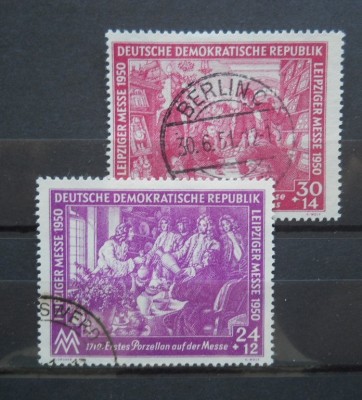 DEUTSCHE DEMOKRATISCHE REPUBLIK
LEIPZIGER MESSE 1950
LEIPZIGER MESSE 1950
BERLIN C
30.6.51
Messe
30
+14
DEUTSCHE DEMOKRATISCHE REPUBLIK
LEIPZIGER MESSE 1950
LEIPZIGER MESSE 1950
1710. Erstes Porzellan auf der Messe
24
+12
MM